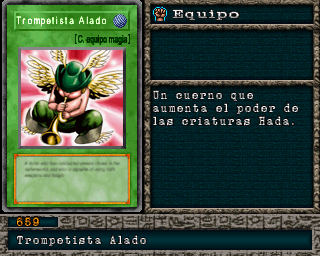 Trompetista Alado
[C. equipo magia]
Equipo
Un cuerno que
aumenta el poder de
las criaturas Hada.
659
Trompetista Alado